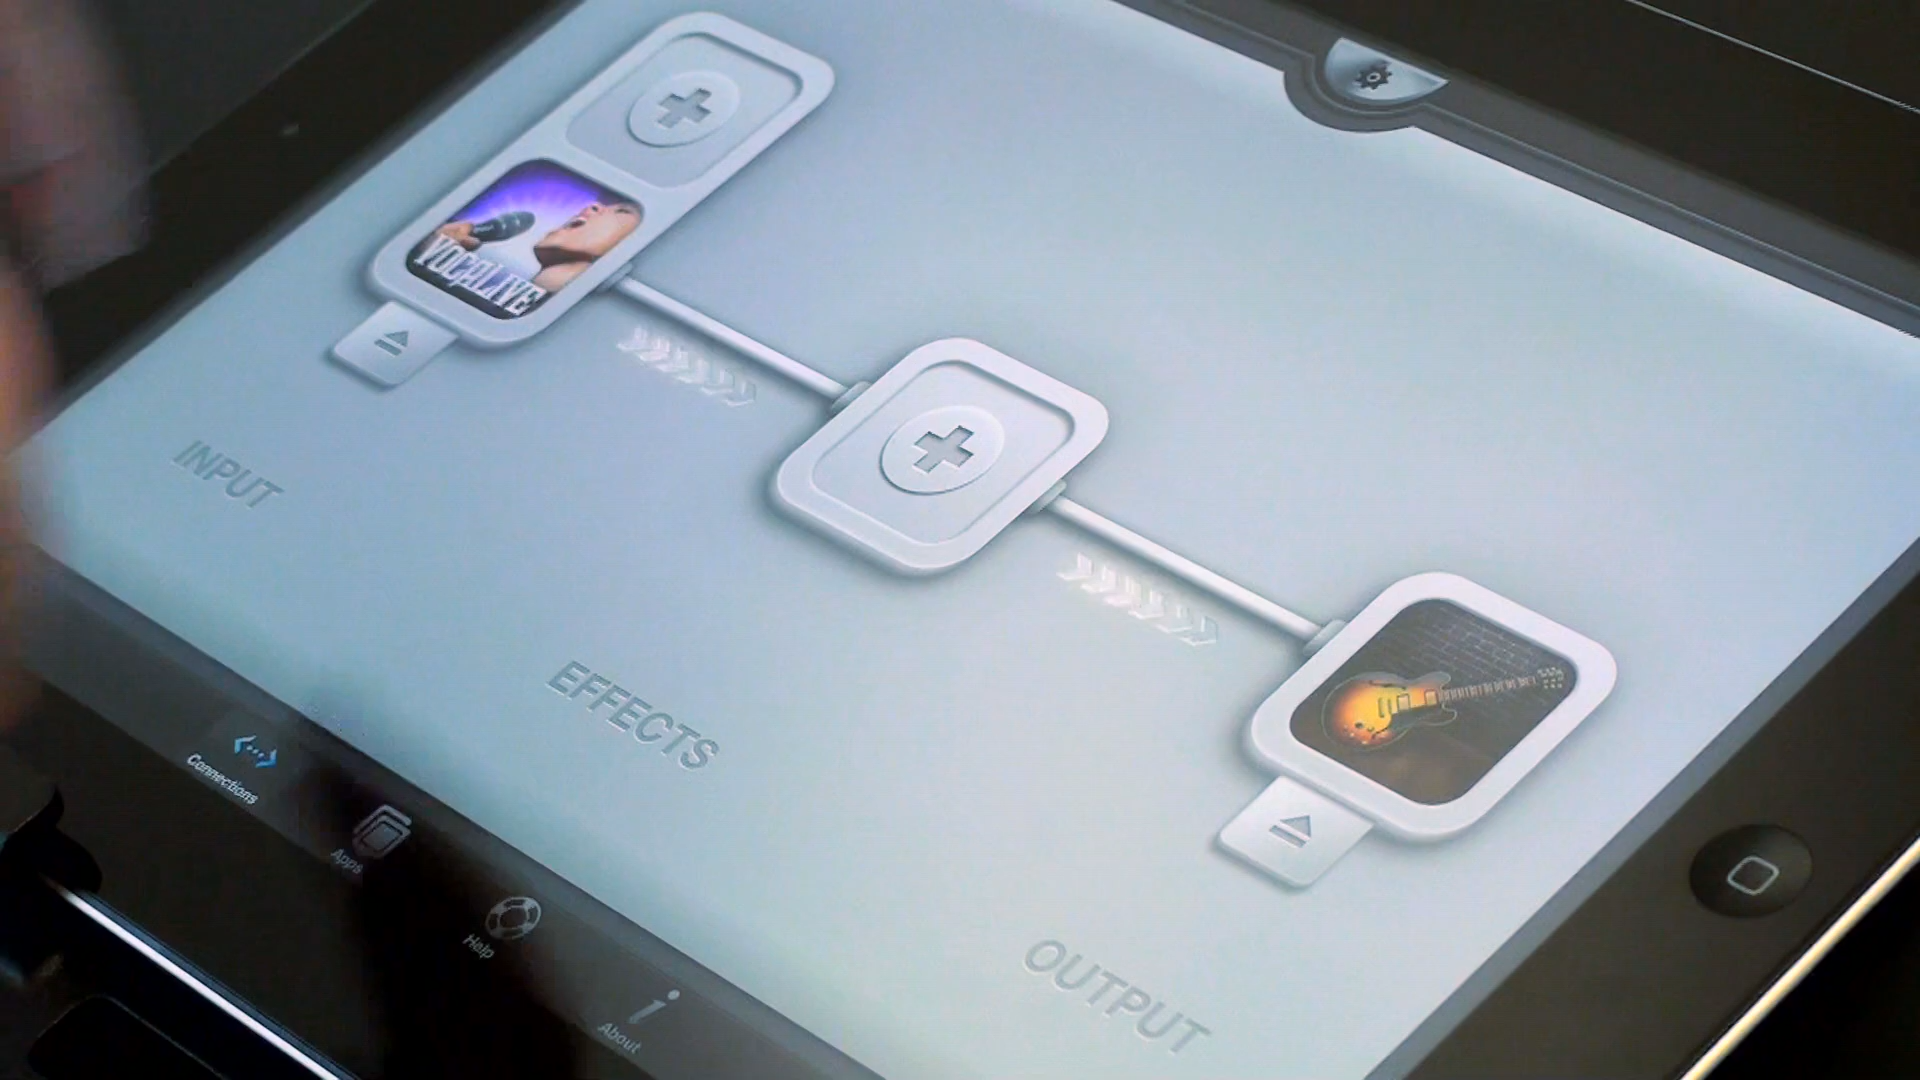 VOCALIVE
INPUT
EFFECTS
OUTPUT
Connections
Apps
Help
About